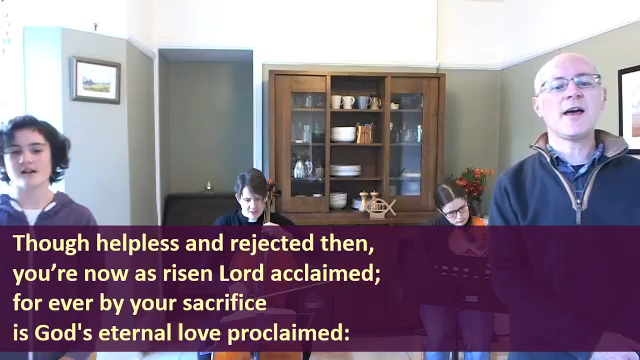 Though helpless and rejected then,
you’re now as risen Lord acclaimed;
for ever by your sacrifice
is God's eternal love proclaimed: